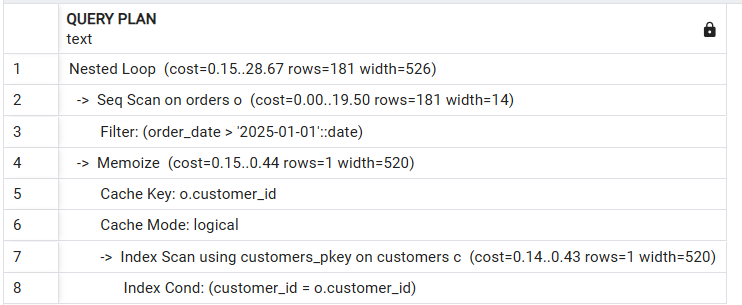 QUERY PLAN
text
1 Nested Loop (cost=0.15..28.67 rows=181 width=526)
2 -> Seq Scan on orders o (cost=0.00..19.50 rows=181 width=14)
3 Filter: (order_date > '2025-01-01'::date)
4 -> Memoize (cost=0.15..0.44 rows=1 width=520)
5 Cache Key: o.customer_id
6 Cache Mode: logical
7 -> Index Scan using customers_pkey on customers c (cost=0.14..0.43 rows=1 width=520)
8 Index Cond: (customer_id = o.customer_id)